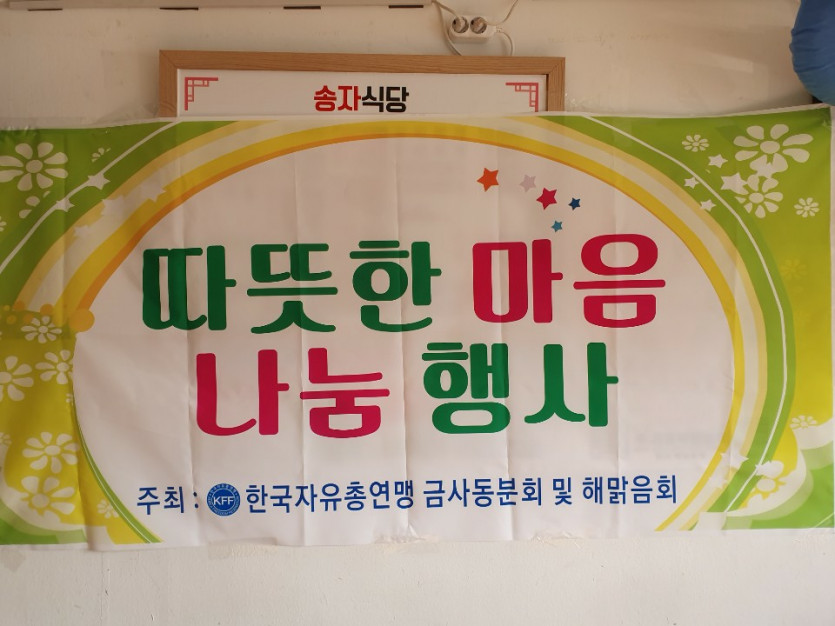 송자식당
따뜻한 마음
나눔 행사
주최 : KFF 한국자유총연맹 금사동분회 및 해맑음회